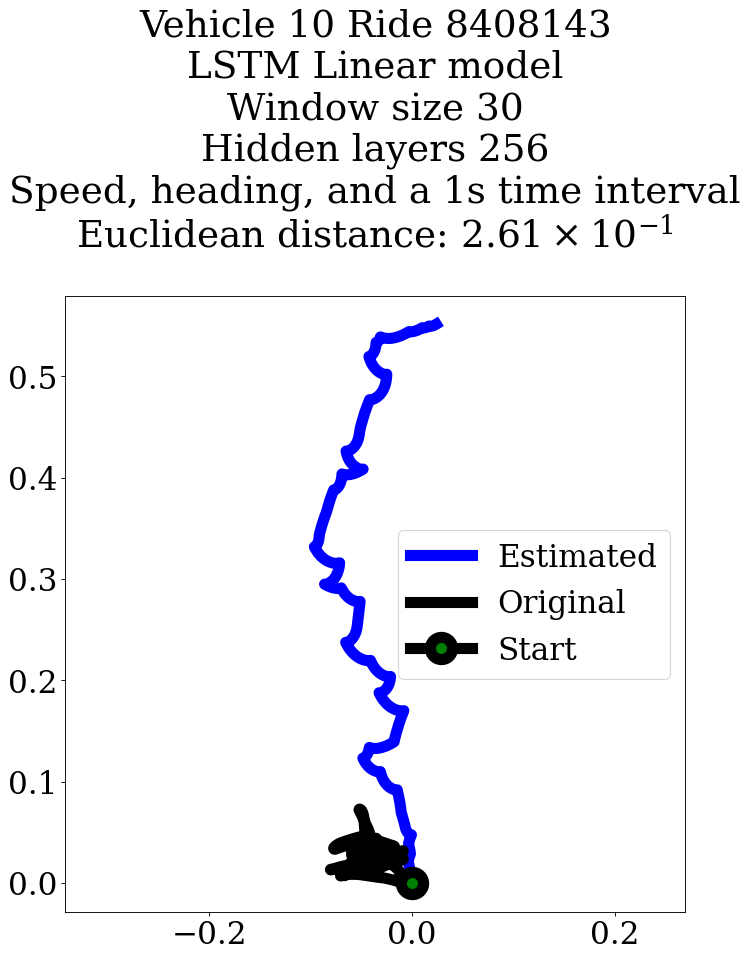 Vehicle 10 Ride 8408143
LSTM Linear model
Window size 30
Hidden layers 256
Speed, heading, and a 1s time interval
Euclidean distance: 2.61 × 10⁻¹
0.5
0.4
0.3
0.2
0.1
0.0
Estimated
Original
Start
−0.2 0.0 0.2